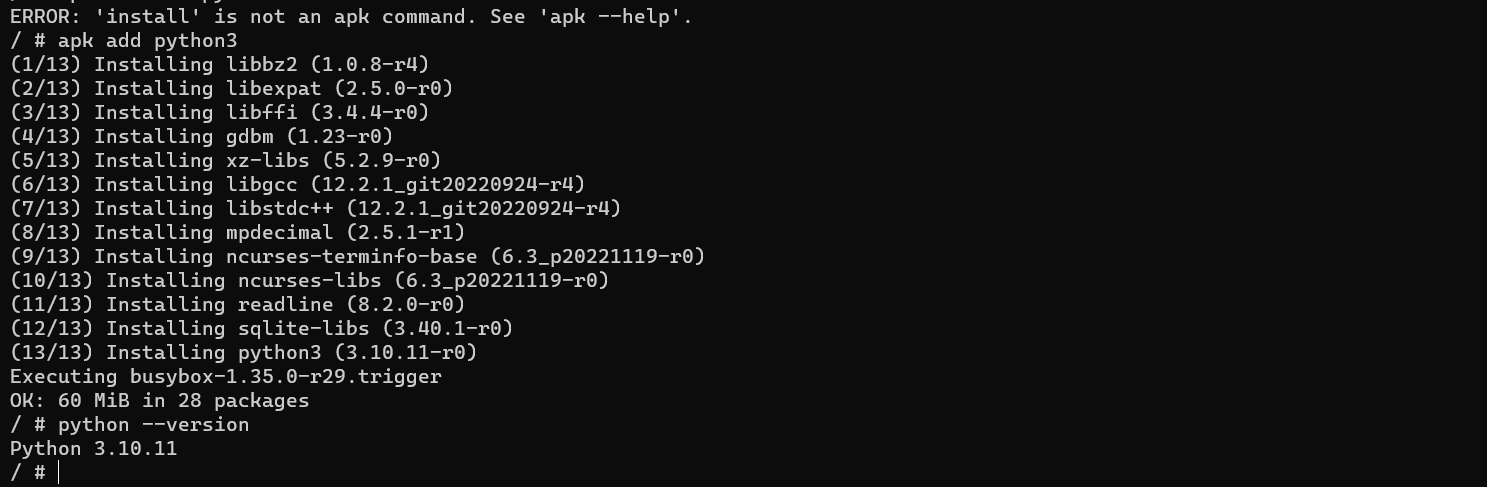 ERROR: 'install' is not an apk command. See 'apk --help'.
/ # apk add python3
(1/13) Installing libbz2 (1.0.8-r4)
(2/13) Installing libexpat (2.5.0-r0)
(3/13) Installing libffi (3.4.4-r0)
(4/13) Installing gdbm (1.23-r0)
(5/13) Installing xz-libs (5.2.9-r0)
(6/13) Installing libgcc (12.2.1_git20220924-r4)
(7/13) Installing libstdc++ (12.2.1_git20220924-r4)
(8/13) Installing mpdecimal (2.5.1-r1)
(9/13) Installing ncurses-terminfo-base (6.3_p20221119-r0)
(10/13) Installing ncurses-libs (6.3_p20221119-r0)
(11/13) Installing readline (8.2.0-r0)
(12/13) Installing sqlite-libs (3.40.1-r0)
(13/13) Installing python3 (3.10.11-r0)
Executing busybox-1.35.0-r29.trigger
OK: 60 MiB in 28 packages
/ # python --version
Python 3.10.11
/ #